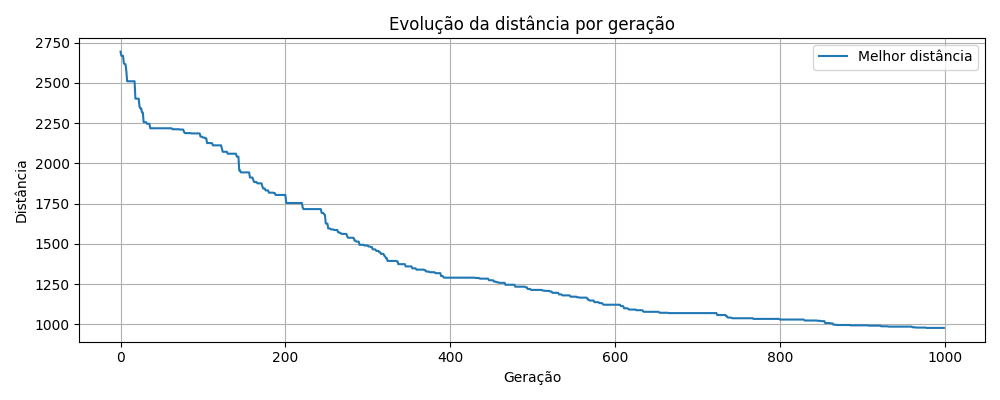 Evolução da distância por geração
Melhor distância
Distância
2750
2500
2250
2000
1750
1500
1250
1000
0 200 400 600 800 1000
Geração